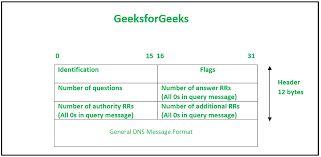 GeeksforGeeks
0 15 16 31
Identification Flags
Number of questions Number of answer RRs
(All 0s in query message)
Number of authority RRs Number of additional RRs
(All 0s in query message) (All 0s in query message)
Header
12 bytes
General DNS Message Format